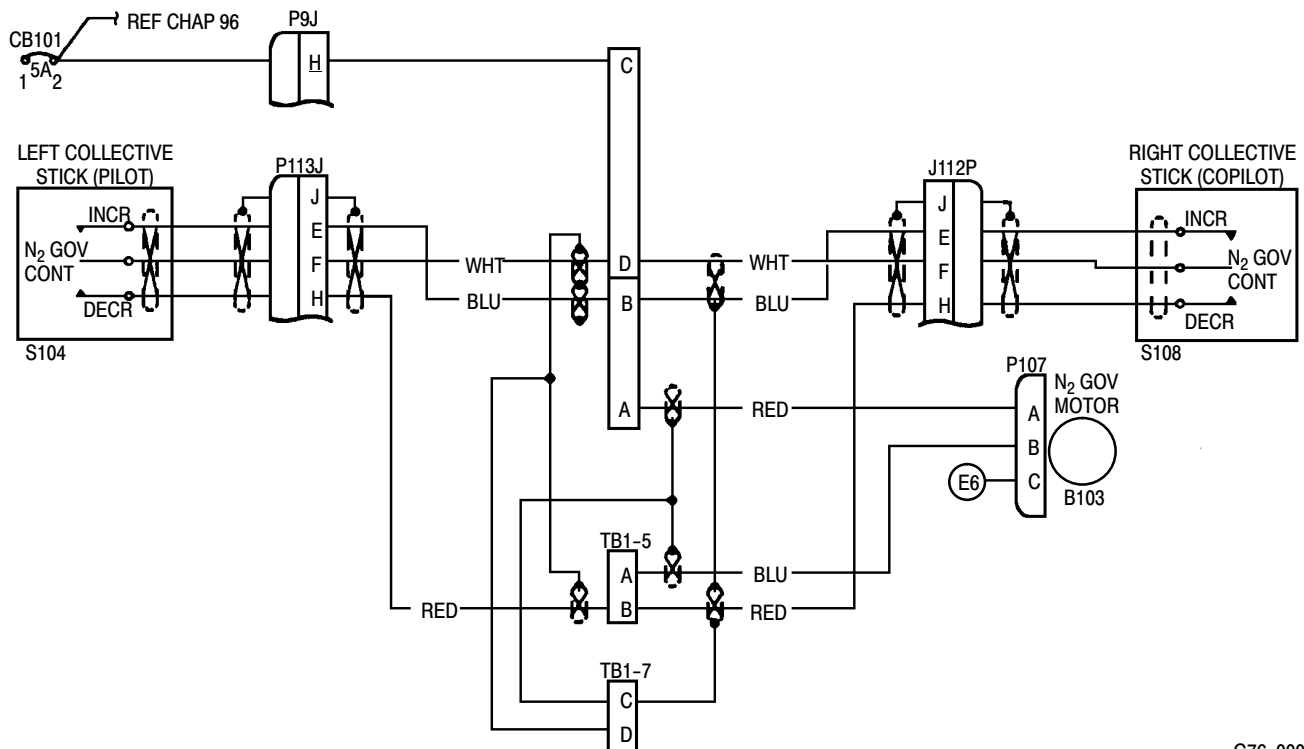 REF CHAP 96
CB101
1 5A 2
P9J
H
C
LEFT COLLECTIVE
STICK (PILOT)
INCR
N₂ GOV
CONT
DECR
S104
P113J
J
E
F
H
WHT
BLU
D
B
A
WHT
BLU
J112P
J
E
F
H
RIGHT COLLECTIVE
STICK (COPILOT)
INCR
N₂ GOV
CONT
DECR
S108
RED
P107
A
B
C
N₂ GOV
MOTOR
B103
E6
TB1-5
A
B
RED
BLU
RED
TB1-7
C
D